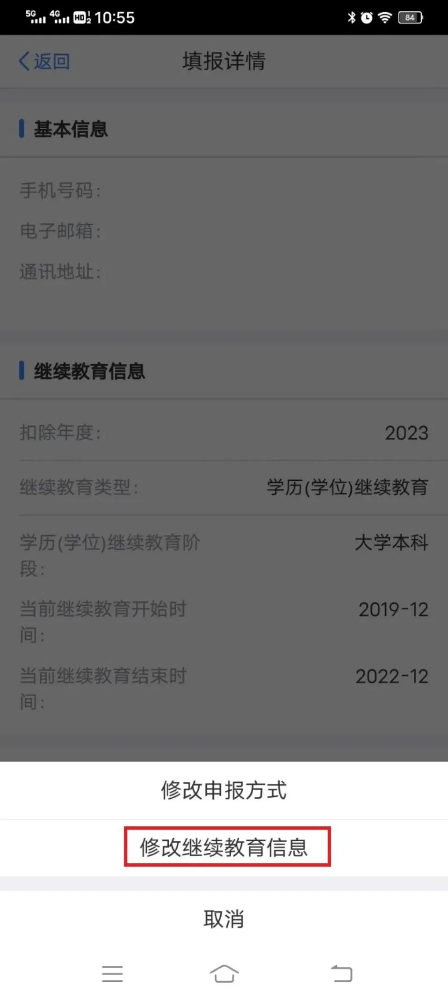 5G 4G HD 1 2 10:55 84
返回 填报详情
基本信息
手机号码:
电子邮箱:
通讯地址:
继续教育信息
扣除年度: 2023
继续教育类型: 学历(学位)继续教育
学历(学位)继续教育阶 大学本科
段:
当前继续教育开始时 2019-12
间:
当前继续教育结束时 2022-12
间:
修改申报方式
修改继续教育信息
取消